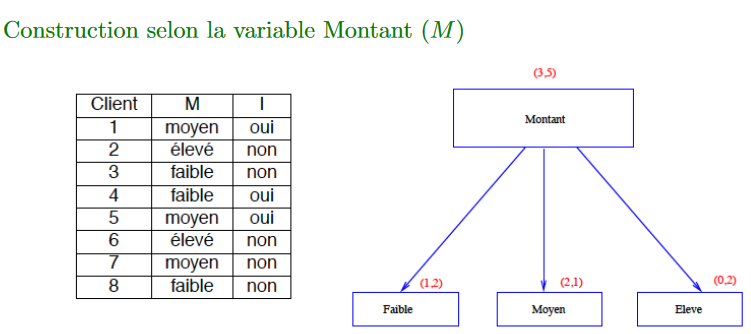 Construction selon la variable Montant (M)
Client M I
1 moyen oui
2 élevé non
3 faible non
4 faible oui
5 moyen oui
6 élevé non
7 moyen non
8 faible non
(3,5)
Montant
(1,2) (2,1) (0,2)
Faible Moyen Eleve